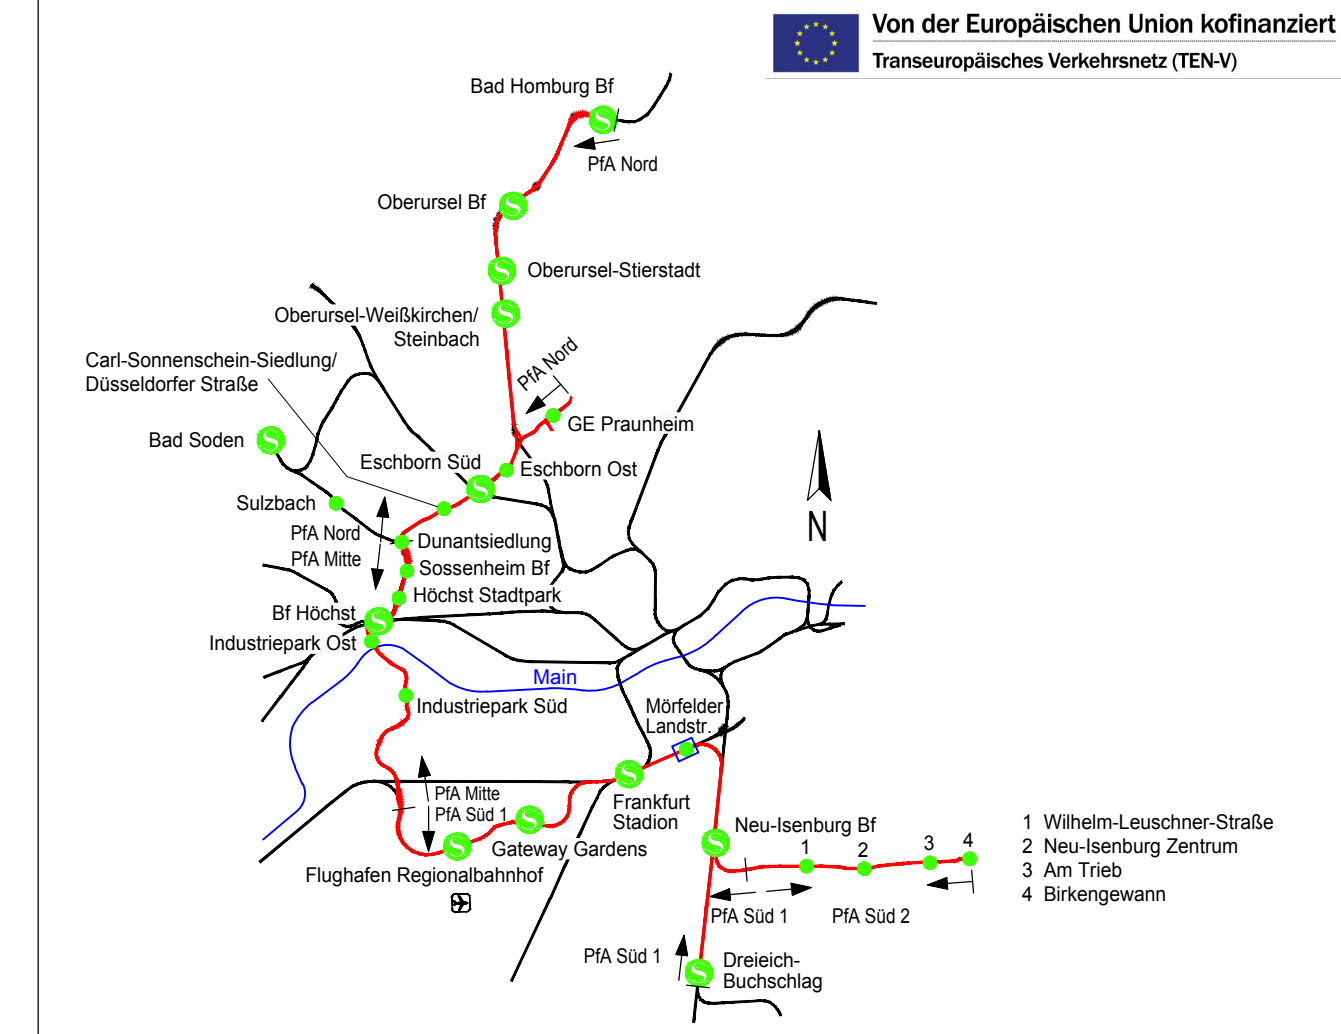 Von der Europäischen Union kofinanziert
Transeuropäisches Verkehrsnetz (TEN-V)
Bad Homburg Bf
PfA Nord
Oberursel Bf
Oberursel-Stierstadt
Oberursel-Weißkirchen/
Steinbach
Carl-Sonnenschein-Siedlung/
Düsseldorfer Straße
PfA Nord
GE Praunheim
Bad Soden
Eschborn Süd
Eschborn Ost
Sulzbach
PfA Nord
PfA Mitte
N
Dunantsiedlung
Sossenheim Bf
Höchst Stadtpark
Bf Höchst
Industriepark Ost
Main
Industriepark Süd
Mörfelder
Landstr.
PfA Mitte
PfA Süd 1
Frankfurt
Stadion
Gateway Gardens
Flughafen Regionalbahnhof
Neu-Isenburg Bf
1
2
3
4
1 Wilhelm-Leuschner-Straße
2 Neu-Isenburg Zentrum
3 Am Trieb
4 Birkengewann
PfA Süd 1
PfA Süd 2
PfA Süd 1
Dreieich-
Buchschlag